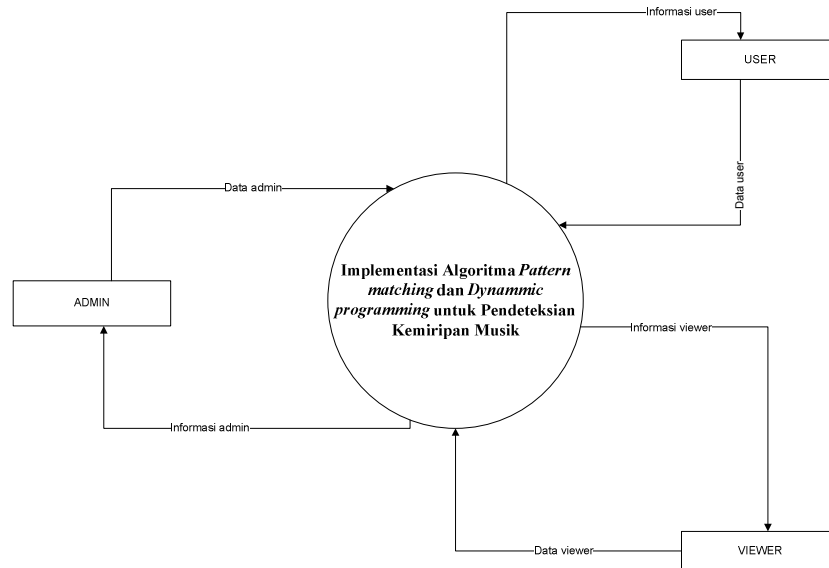 Informasi user
USER
Data user
Data admin
Implementasi Algoritma Pattern
matching dan Dynammic
programming untuk Pendeteksian
Kemiripan Musik
ADMIN
Informasi viewer
Informasi admin
Data viewer
VIEWER